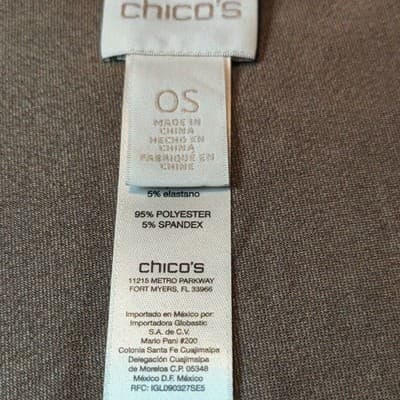 chico's
OS
MADE IN
CHINA
HECHO EN
CHINA
FABRIQUE EN
CHINE
5% elastano
95% POLYESTER
5% SPANDEX
chico's
11215 METRO PARKWAY
FORT MYERS, FL 33966
Importado en México por:
Importadora Globastic
S.A. de C.V.
Mario Pani #200
Colonia Santa Fe Cuajimalpa
Delegación Cuajimalpa
de Morelos C.P. 05348
México D.F. México
RFC: IGL090327SE5